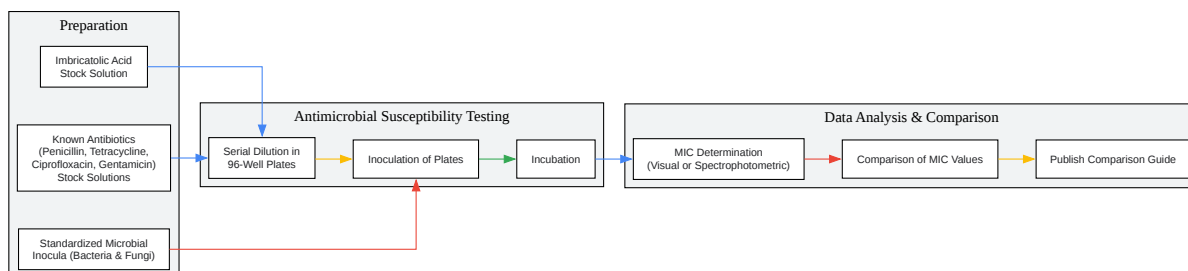 Preparation
Imbricatolic Acid
Stock Solution
Known Antibiotics
(Penicillin, Tetracycline,
Ciprofloxacin, Gentamicin)
Stock Solutions
Standardized Microbial
Inocula (Bacteria & Fungi)
Antimicrobial Susceptibility Testing
Serial Dilution in
96-Well Plates
Inoculation of Plates
Incubation
Data Analysis & Comparison
MIC Determination
(Visual or Spectrophotometric)
Comparison of MIC Values
Publish Comparison Guide